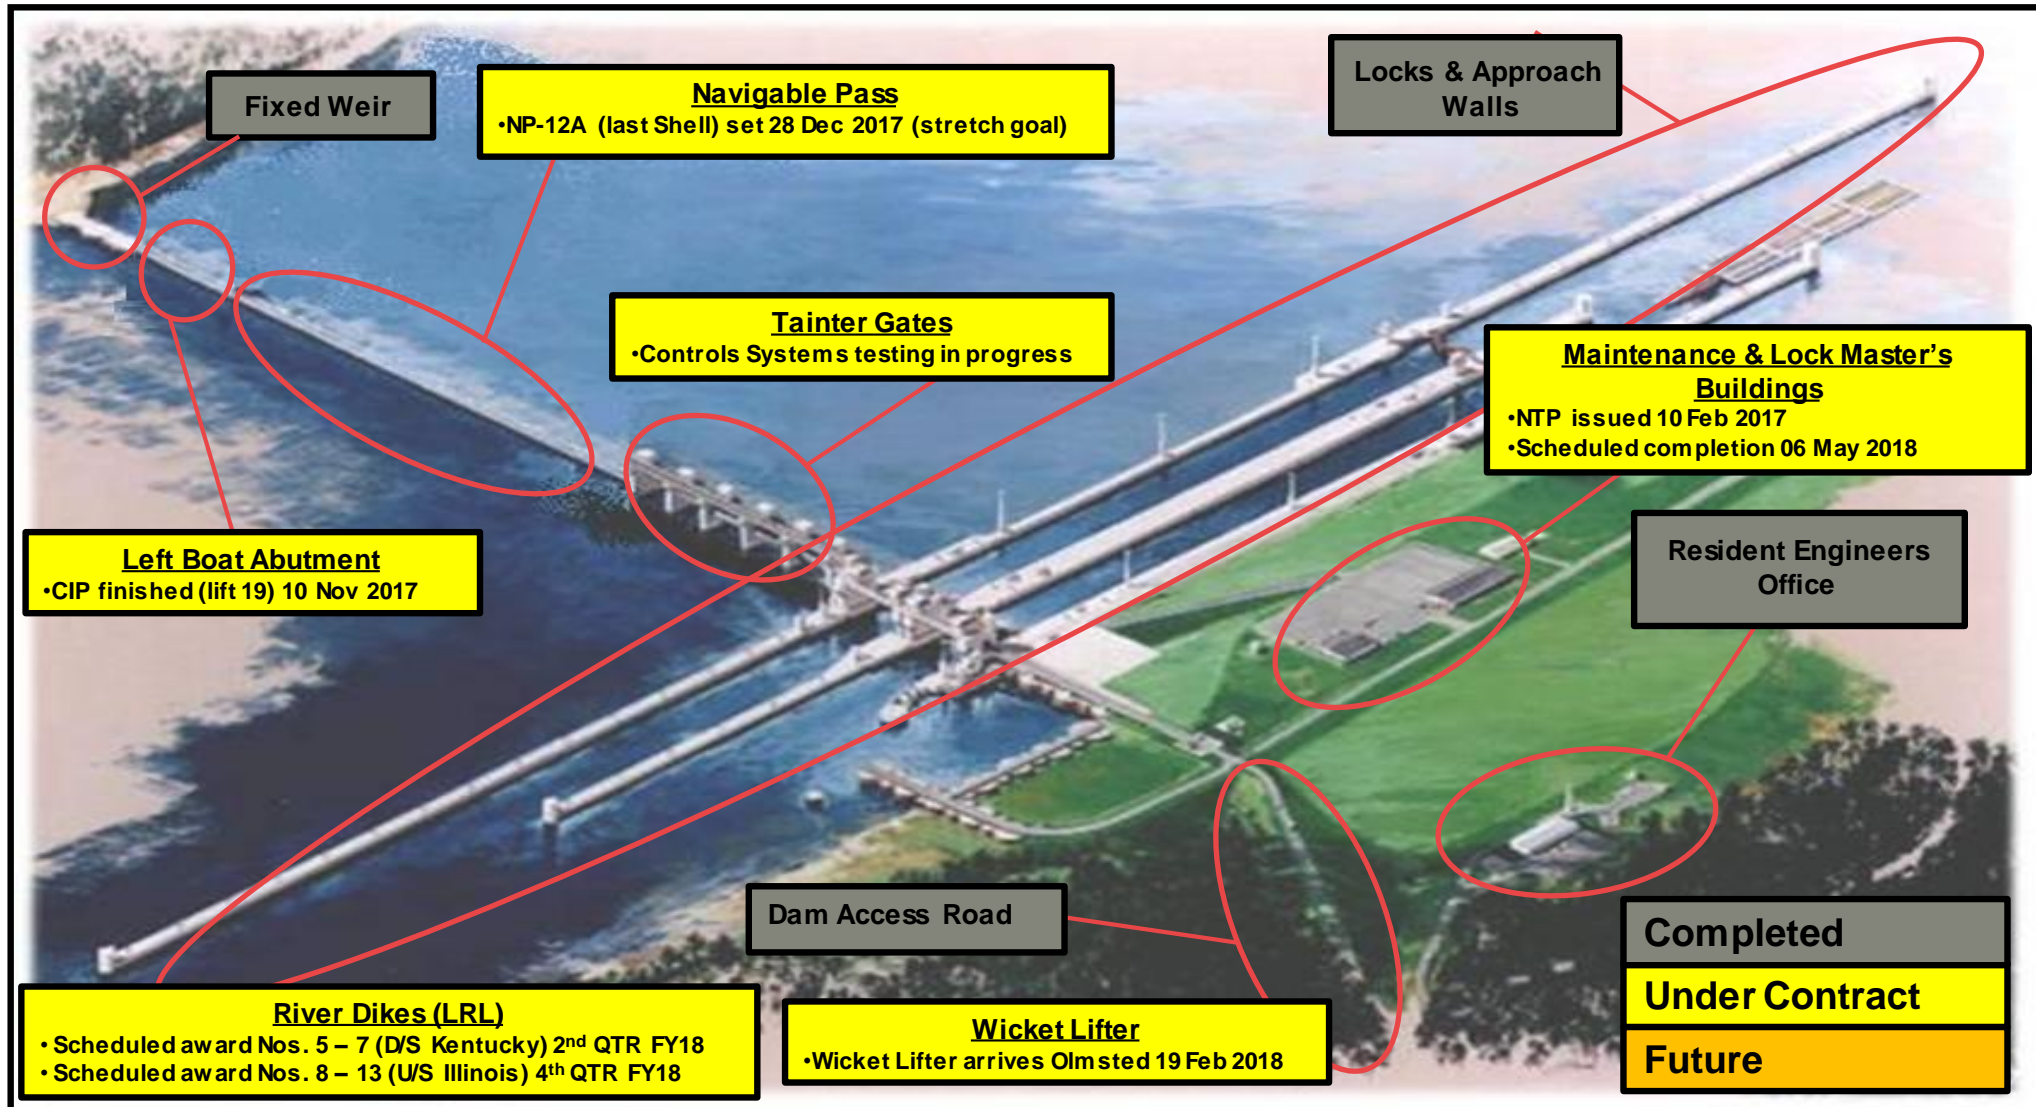 Fixed Weir
Navigable Pass
•NP-12A (last Shell) set 28 Dec 2017 (stretch goal)
Locks & Approach
Walls
Tainter Gates
•Controls Systems testing in progress
Maintenance & Lock Master’s
Buildings
•NTP issued 10 Feb 2017
•Scheduled completion 06 May 2018
Left Boat Abutment
•CIP finished (lift 19) 10 Nov 2017
Resident Engineers
Office
Dam Access Road
River Dikes (LRL)
• Scheduled award Nos. 5 – 7 (D/S Kentucky) 2nd QTR FY18
• Scheduled award Nos. 8 – 13 (U/S Illinois) 4th QTR FY18
Wicket Lifter
•Wicket Lifter arrives Olmsted 19 Feb 2018
Completed
Under Contract
Future